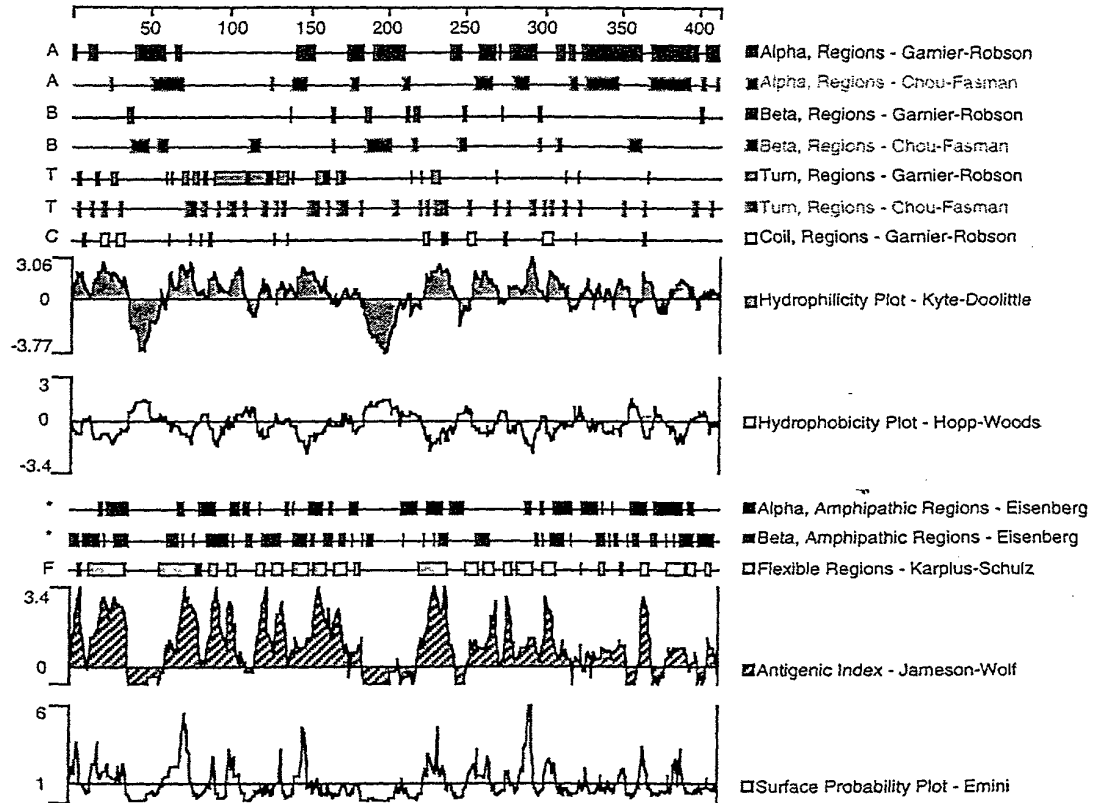 50 100 150 200 250 300 350 400
A Alpha, Regions - Garnier-Robson
A Alpha, Regions - Chou-Fasman
B Beta, Regions - Garnier-Robson
B Beta, Regions - Chou-Fasman
T Turn, Regions - Garnier-Robson
T Turn, Regions - Chou-Fasman
C Coil, Regions - Garnier-Robson
3.06
0 Hydrophilicity Plot - Kyte-Doolittle
-3.77
3
0 Hydrophobicity Plot - Hopp-Woods
-3.4
* Alpha, Amphipathic Regions - Eisenberg
* Beta, Amphipathic Regions - Eisenberg
F Flexible Regions - Karplus-Schulz
3.4
0 Antigenic Index - Jameson-Wolf
6
1 Surface Probability Plot - Emini